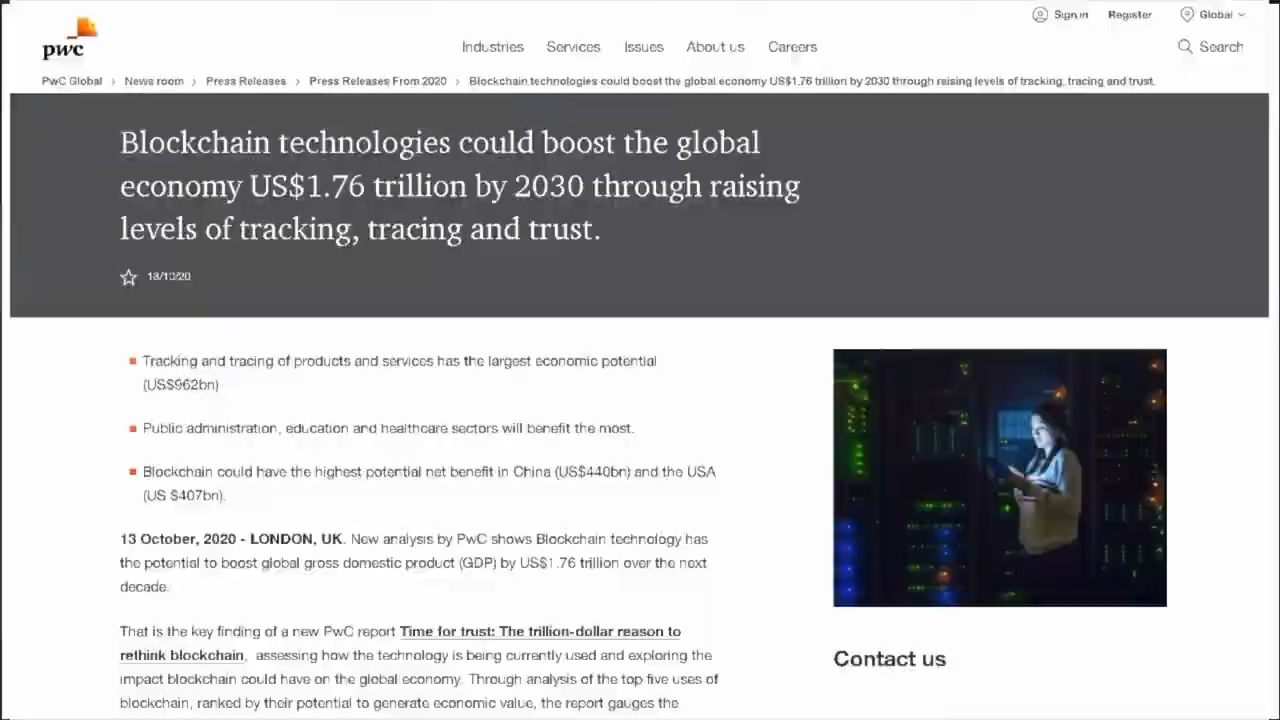 Sign in Register Global
pwc
Industries Services Issues About us Careers Search
PwC Global > News room > Press Releases > Press Releases From 2020 > Blockchain technologies could boost the global economy US$1.76 trillion by 2030 through raising levels of tracking, tracing and trust.
Blockchain technologies could boost the global
economy US$1.76 trillion by 2030 through raising
levels of tracking, tracing and trust.
13/10/20
Tracking and tracing of products and services has the largest economic potential
(US$962bn)
Public administration, education and healthcare sectors will benefit the most.
Blockchain could have the highest potential net benefit in China (US$440bn) and the USA
(US $407bn).
13 October, 2020 - LONDON, UK. New analysis by PwC shows Blockchain technology has
the potential to boost global gross domestic product (GDP) by US$1.76 trillion over the next
decade.
That is the key finding of a new PwC report Time for trust: The trillion-dollar reason to
rethink blockchain, assessing how the technology is being currently used and exploring the
impact blockchain could have on the global economy. Through analysis of the top five uses of
blockchain, ranked by their potential to generate economic value, the report gauges the
Contact us